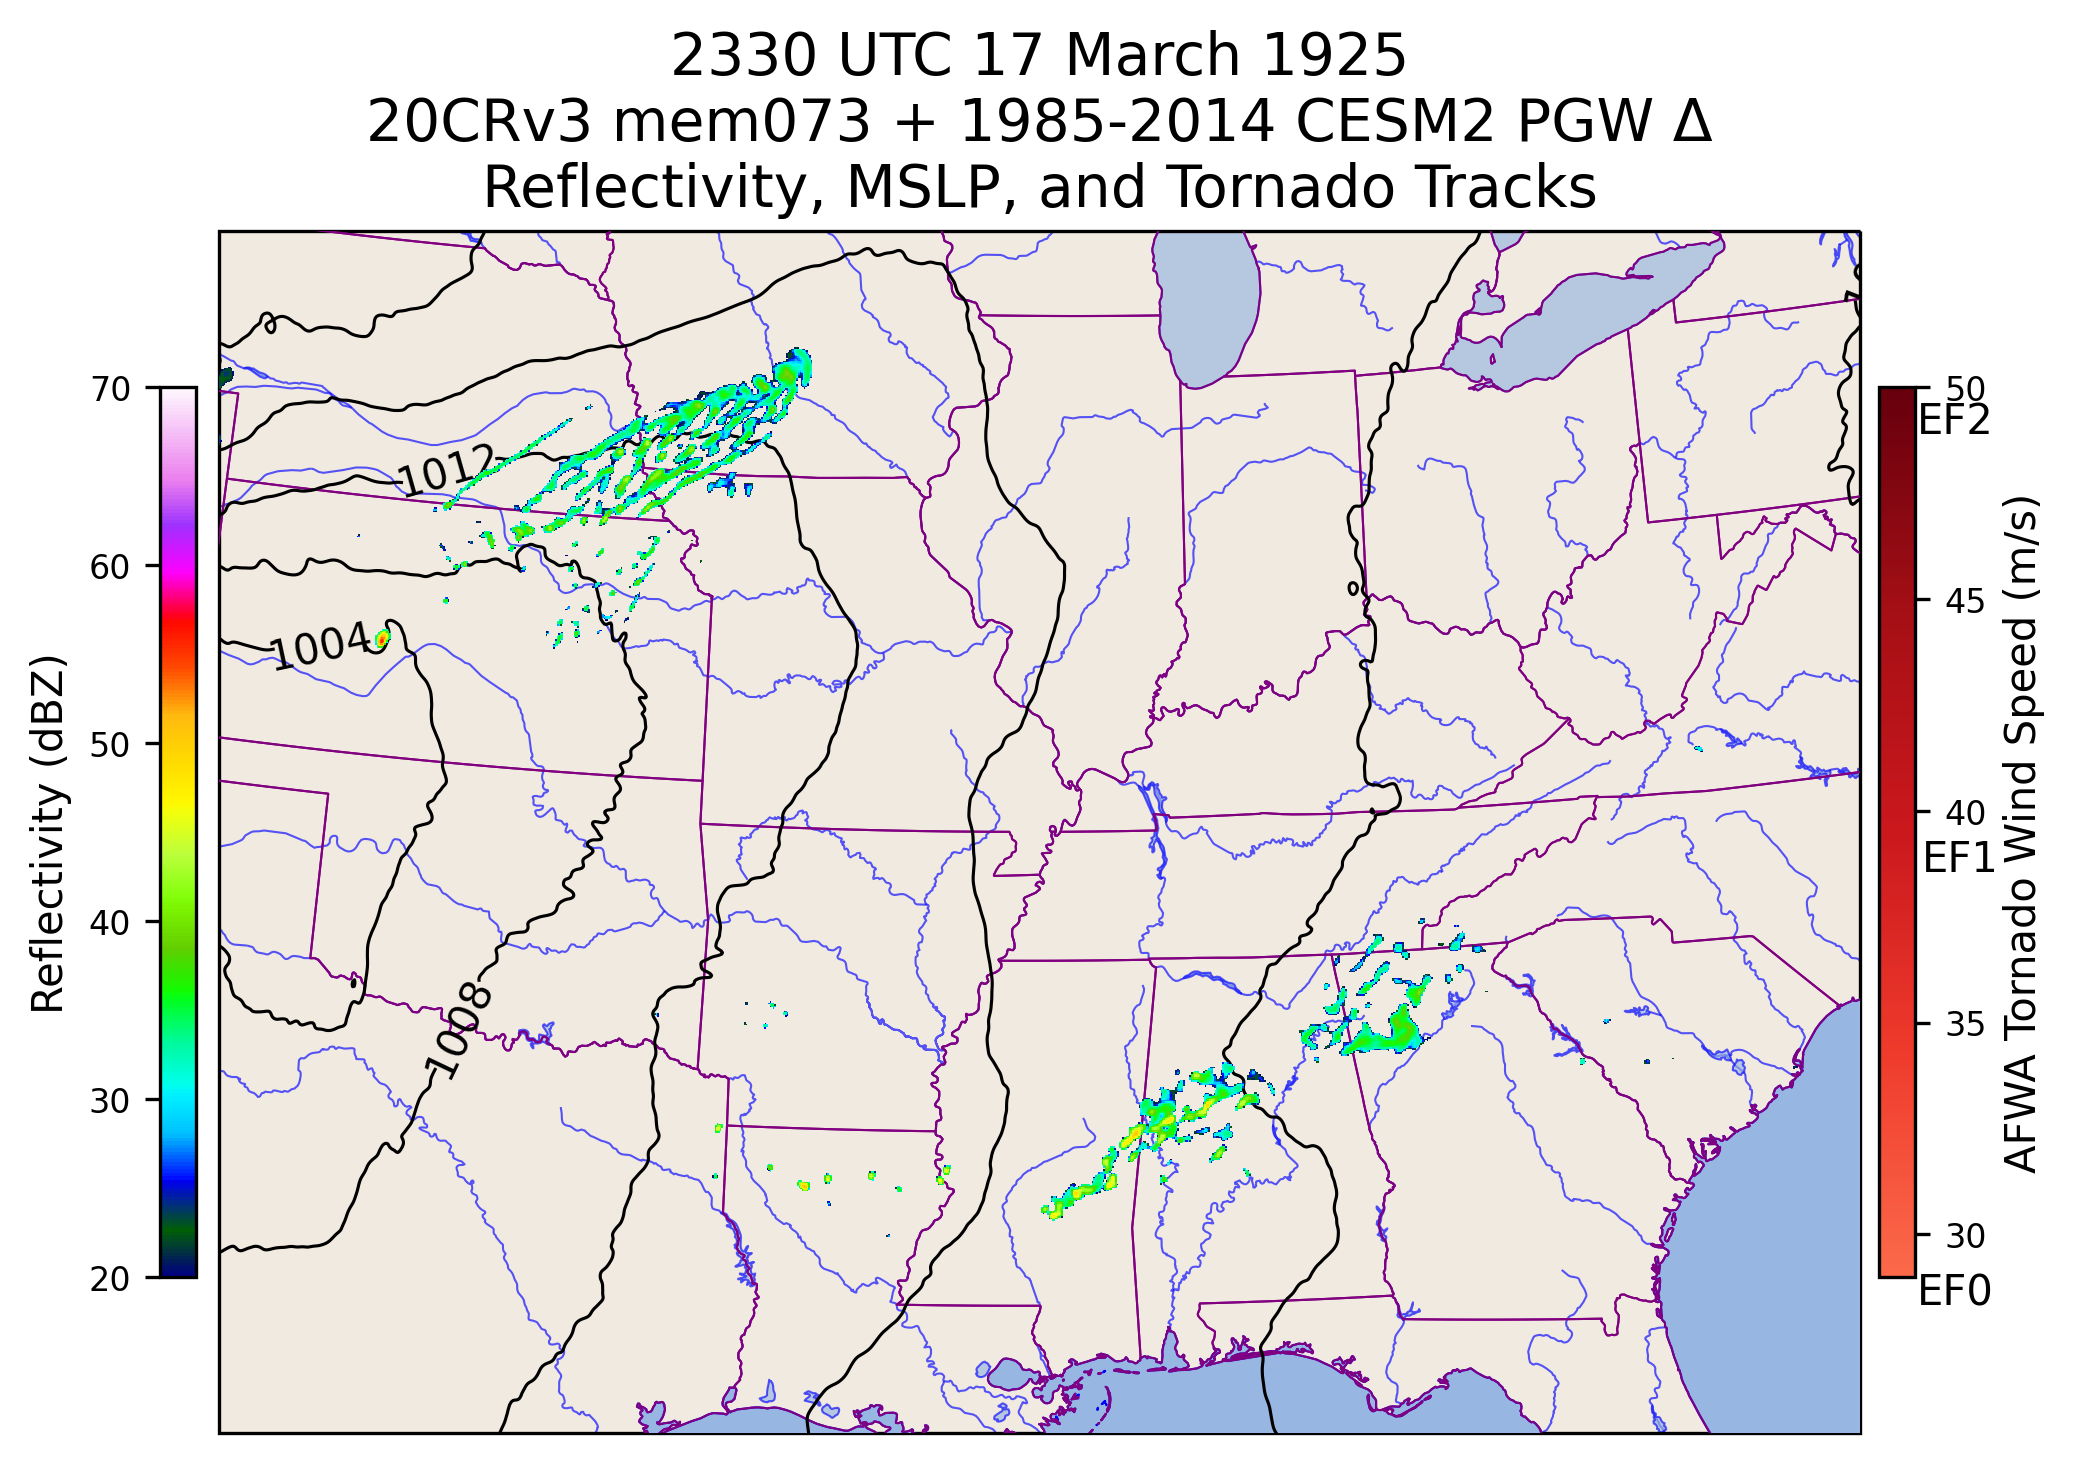 2330 UTC 17 March 1925
20CRv3 mem073 + 1985-2014 CESM2 PGW Δ
Reflectivity, MSLP, and Tornado Tracks
70
60
50
40
30
20
Reflectivity (dBZ)
1012
1004
1008
50
EF2
45
40
EF1
35
30
EF0
AFWA Tornado Wind Speed (m/s)